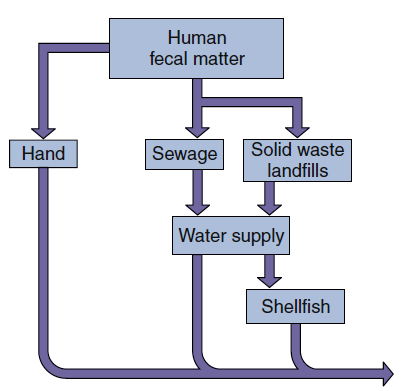 Human
fecal matter
Hand
Sewage
Solid waste
landfills
Water supply
Shellfish